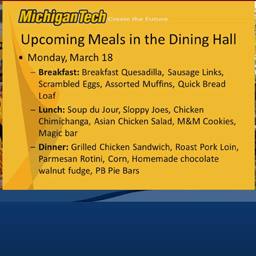 MichiganTech Create the Future
Upcoming Meals in the Dining Hall
• Monday, March 18
– Breakfast: Breakfast Quesadilla, Sausage Links,
Scrambled Eggs, Assorted Muffins, Quick Bread
Loaf
– Lunch: Soup du Jour, Sloppy Joes, Chicken
Chimichanga, Asian Chicken Salad, M&M Cookies,
Magic bar
– Dinner: Grilled Chicken Sandwich, Roast Pork Loin,
Parmesan Rotini, Corn, Homemade chocolate
walnut fudge, PB Pie Bars